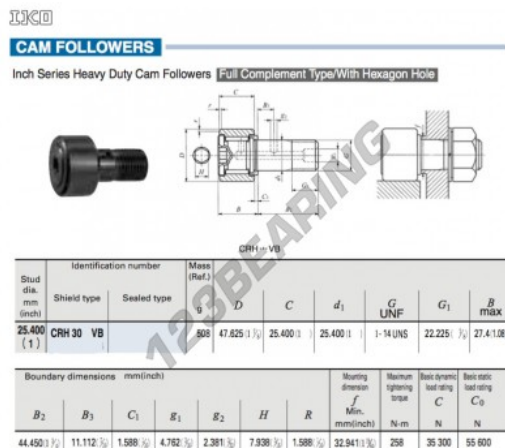 IKO
CAM FOLLOWERS
Inch Series Heavy Duty Cam Followers Full Complement Type/With Hexagon Hole
123BEARING
CRH ··· VB
Stud dia. mm (inch) Identification number Mass (Ref.) g
Shield type Sealed type D C d1 G UNF G1 B max
25.400 (1) CRH 30 VB 508 47.625 25.400 (1) 25.400 (1) 1-14 UNS 22.225 27.4
Boundary dimensions mm(inch) Mounting dimension f Min. mm(inch) Maximum tightening torque N-m Basic dynamic load rating C N Basic static load rating C0 N
B2 B3 C1 g1 g2 H R
44.450 11.112 1.588 4.762 2.381 7.938 1.588 32.941 258 35 300 55 600